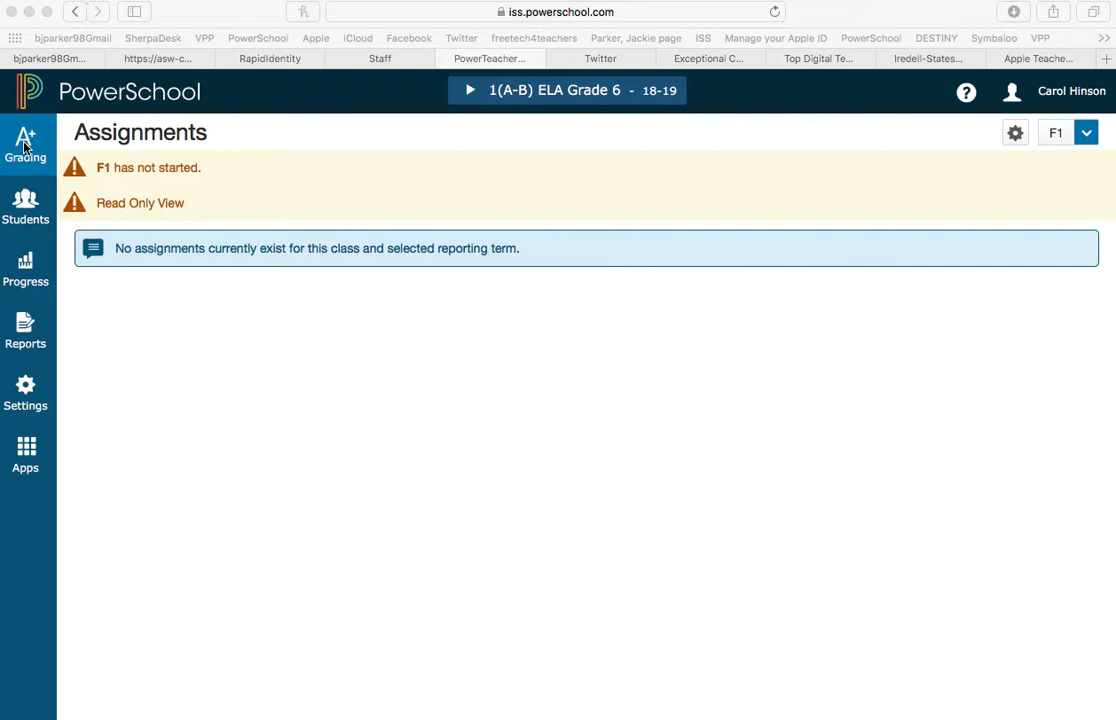 iss.powerschool.com
bjparker98Gmail SherpaDesk VPP PowerSchool Apple iCloud Facebook Twitter freetech4teachers Parker, Jackie page ISS Manage your Apple ID PowerSchool DESTINY Symbaloo VPP
bjparker98Gm... https://asw-c... RapidIdentity Staff PowerTeacher... Twitter Exceptional C... Top Digital Te... Iredell-States... Apple Teache...
PowerSchool 1(A-B) ELA Grade 6 - 18-19 ? Carol Hinson
Assignments F1
A+
Grading
F1 has not started.
Read Only View
Students
No assignments currently exist for this class and selected reporting term.
Progress
Reports
Settings
Apps